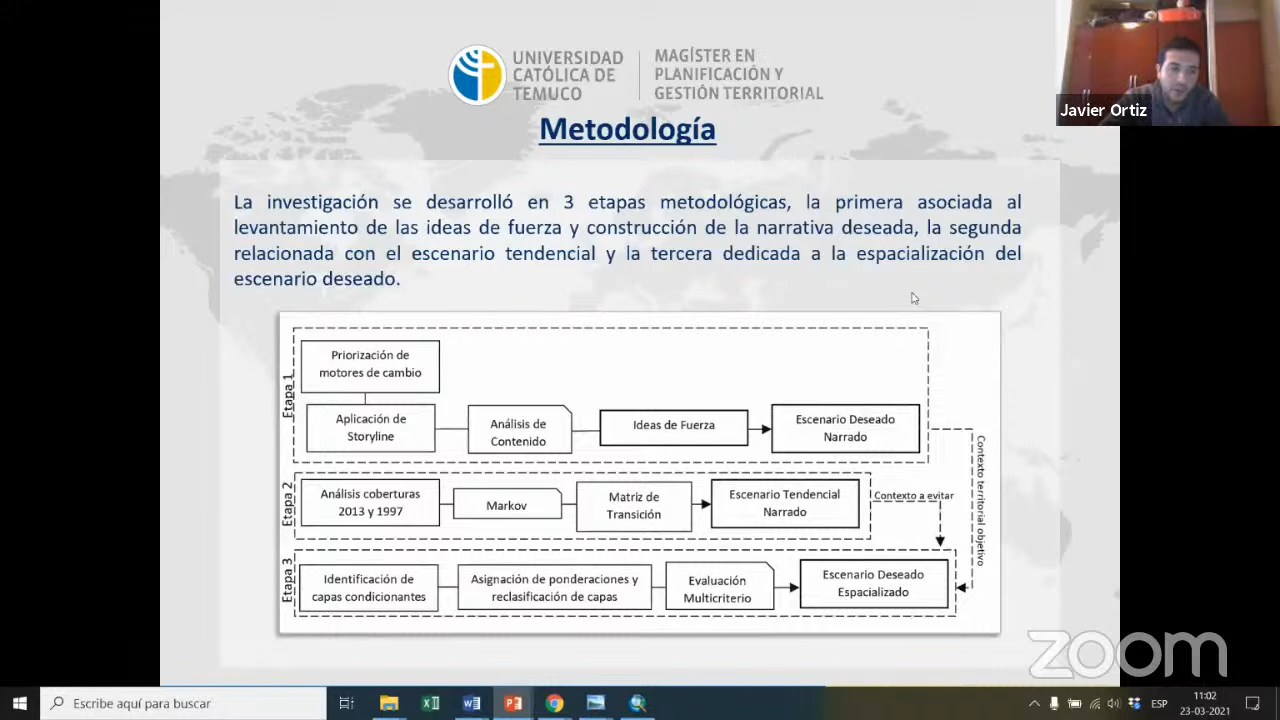 UNIVERSIDAD
CATÓLICA DE
TEMUCO
MAGÍSTER EN
PLANIFICACIÓN Y
GESTIÓN TERRITORIAL
Javier Ortiz
Metodología
La investigación se desarrolló en 3 etapas metodológicas, la primera asociada al
levantamiento de las ideas de fuerza y construcción de la narrativa deseada, la segunda
relacionada con el escenario tendencial y la tercera dedicada a la espacialización del
escenario deseado.
Etapa 1
Priorización de
motores de cambio
Aplicación de
Storyline
Análisis de
Contenido
Ideas de Fuerza
Escenario Deseado
Narrado
Contexto territorial objetivo
Etapa 2
Análisis coberturas
2013 y 1997
Markov
Matriz de
Transición
Escenario Tendencial
Narrado
Contexto a evitar
Etapa 3
Identificación de
capas condicionantes
Asignación de ponderaciones y
reclasificación de capas
Evaluación
Multicriterio
Escenario Deseado
Espacializado
zoom
Escribe aquí para buscar
ESP
11:02
23-03-2021